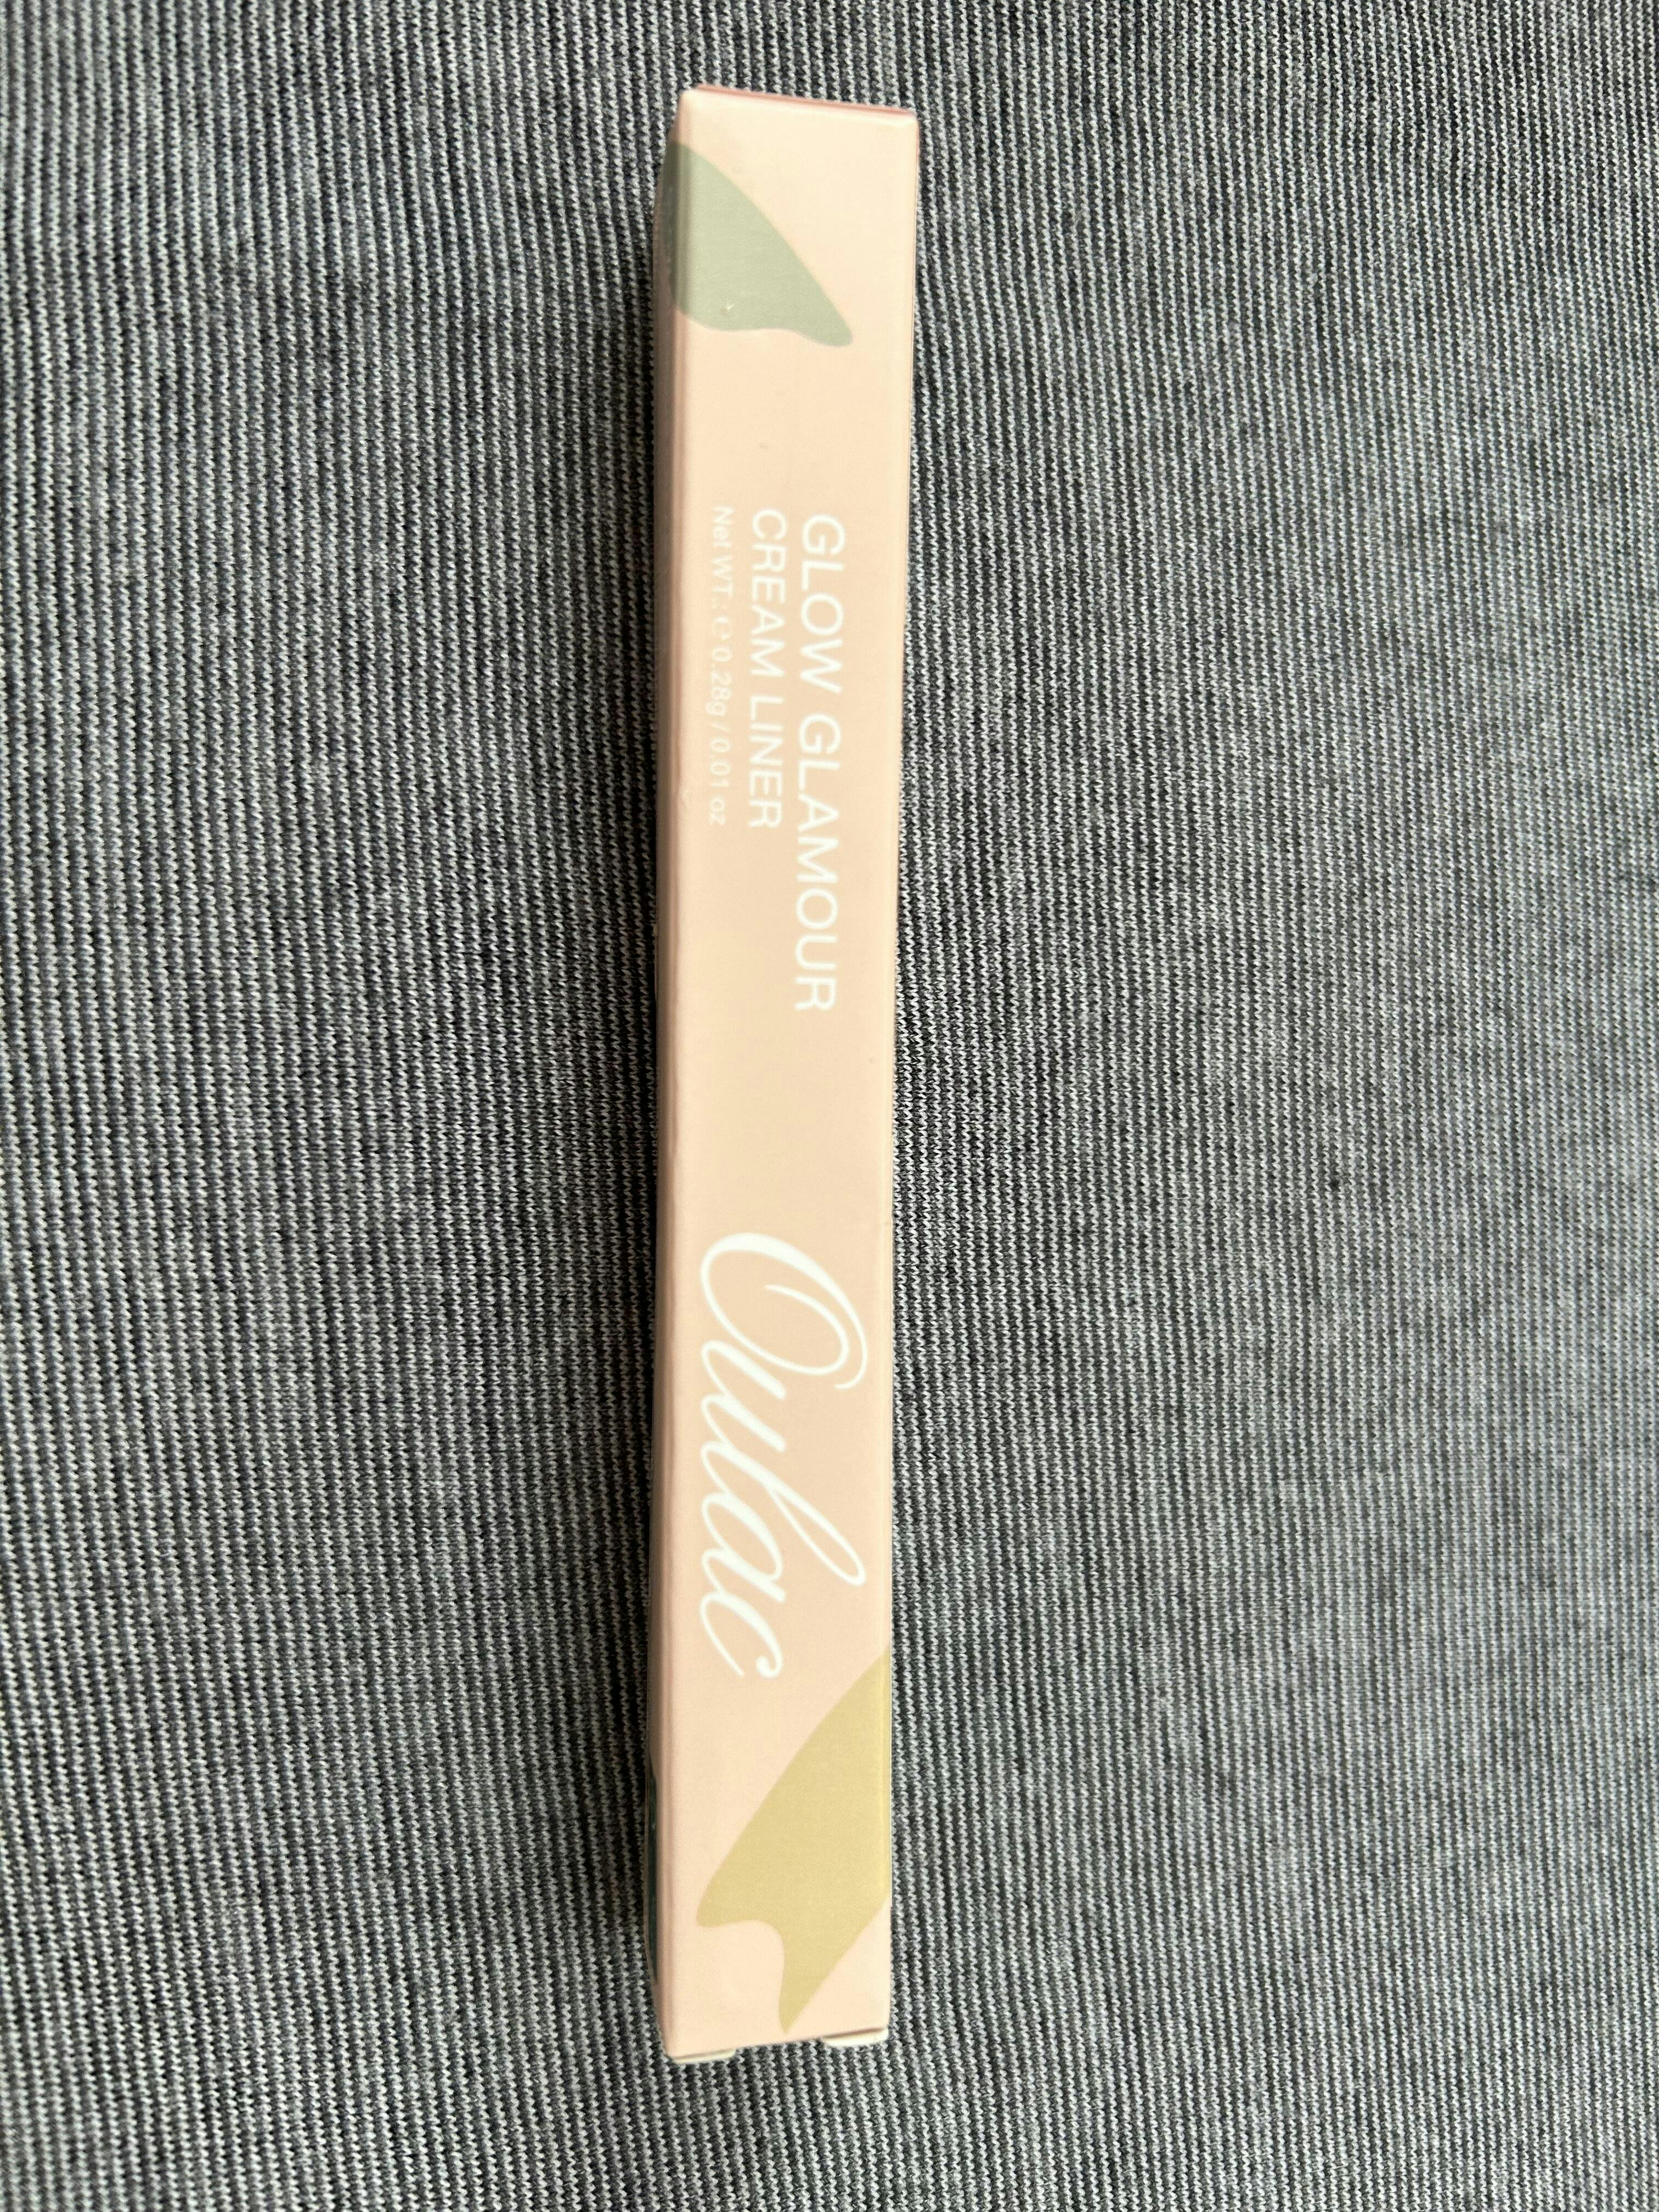 GLOW GLAMOUR
CREAM LINER
Net WT.: ℮ 0.28g / 0.01 oz
Oulac